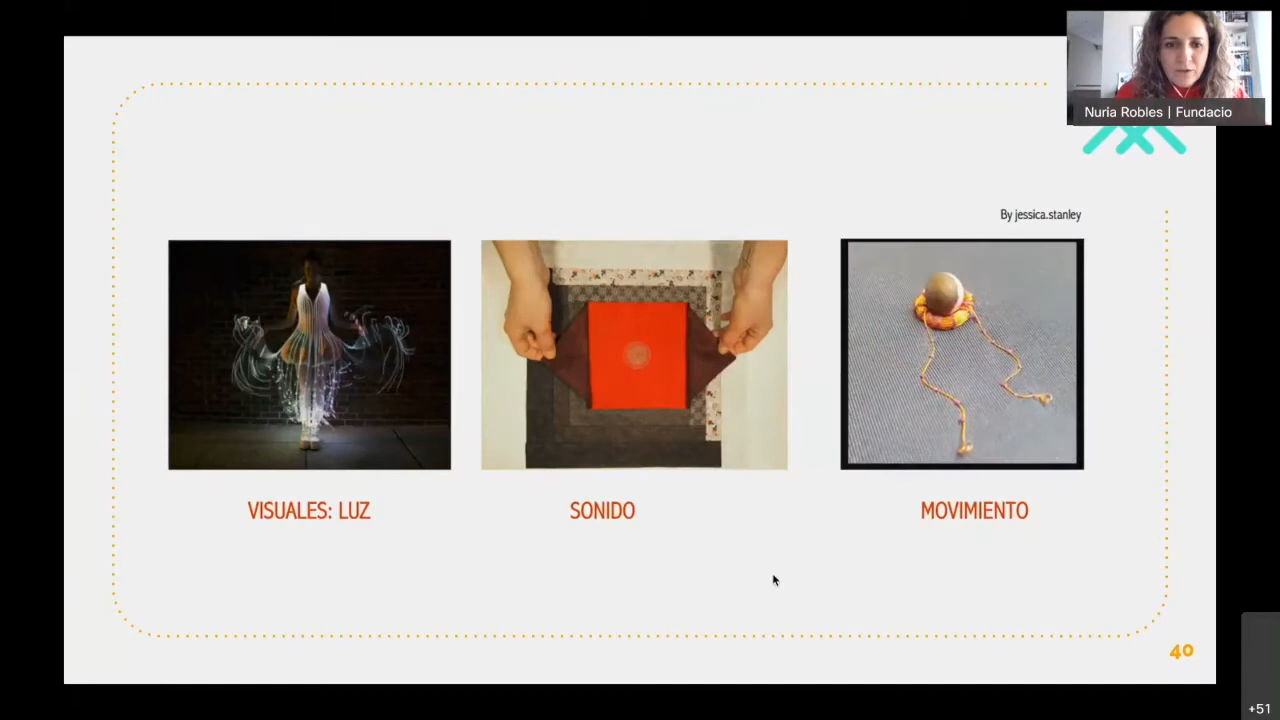 Nuria Robles | Fundacio
By jessica.stanley
VISUALES: LUZ
SONIDO
MOVIMIENTO
40
+51